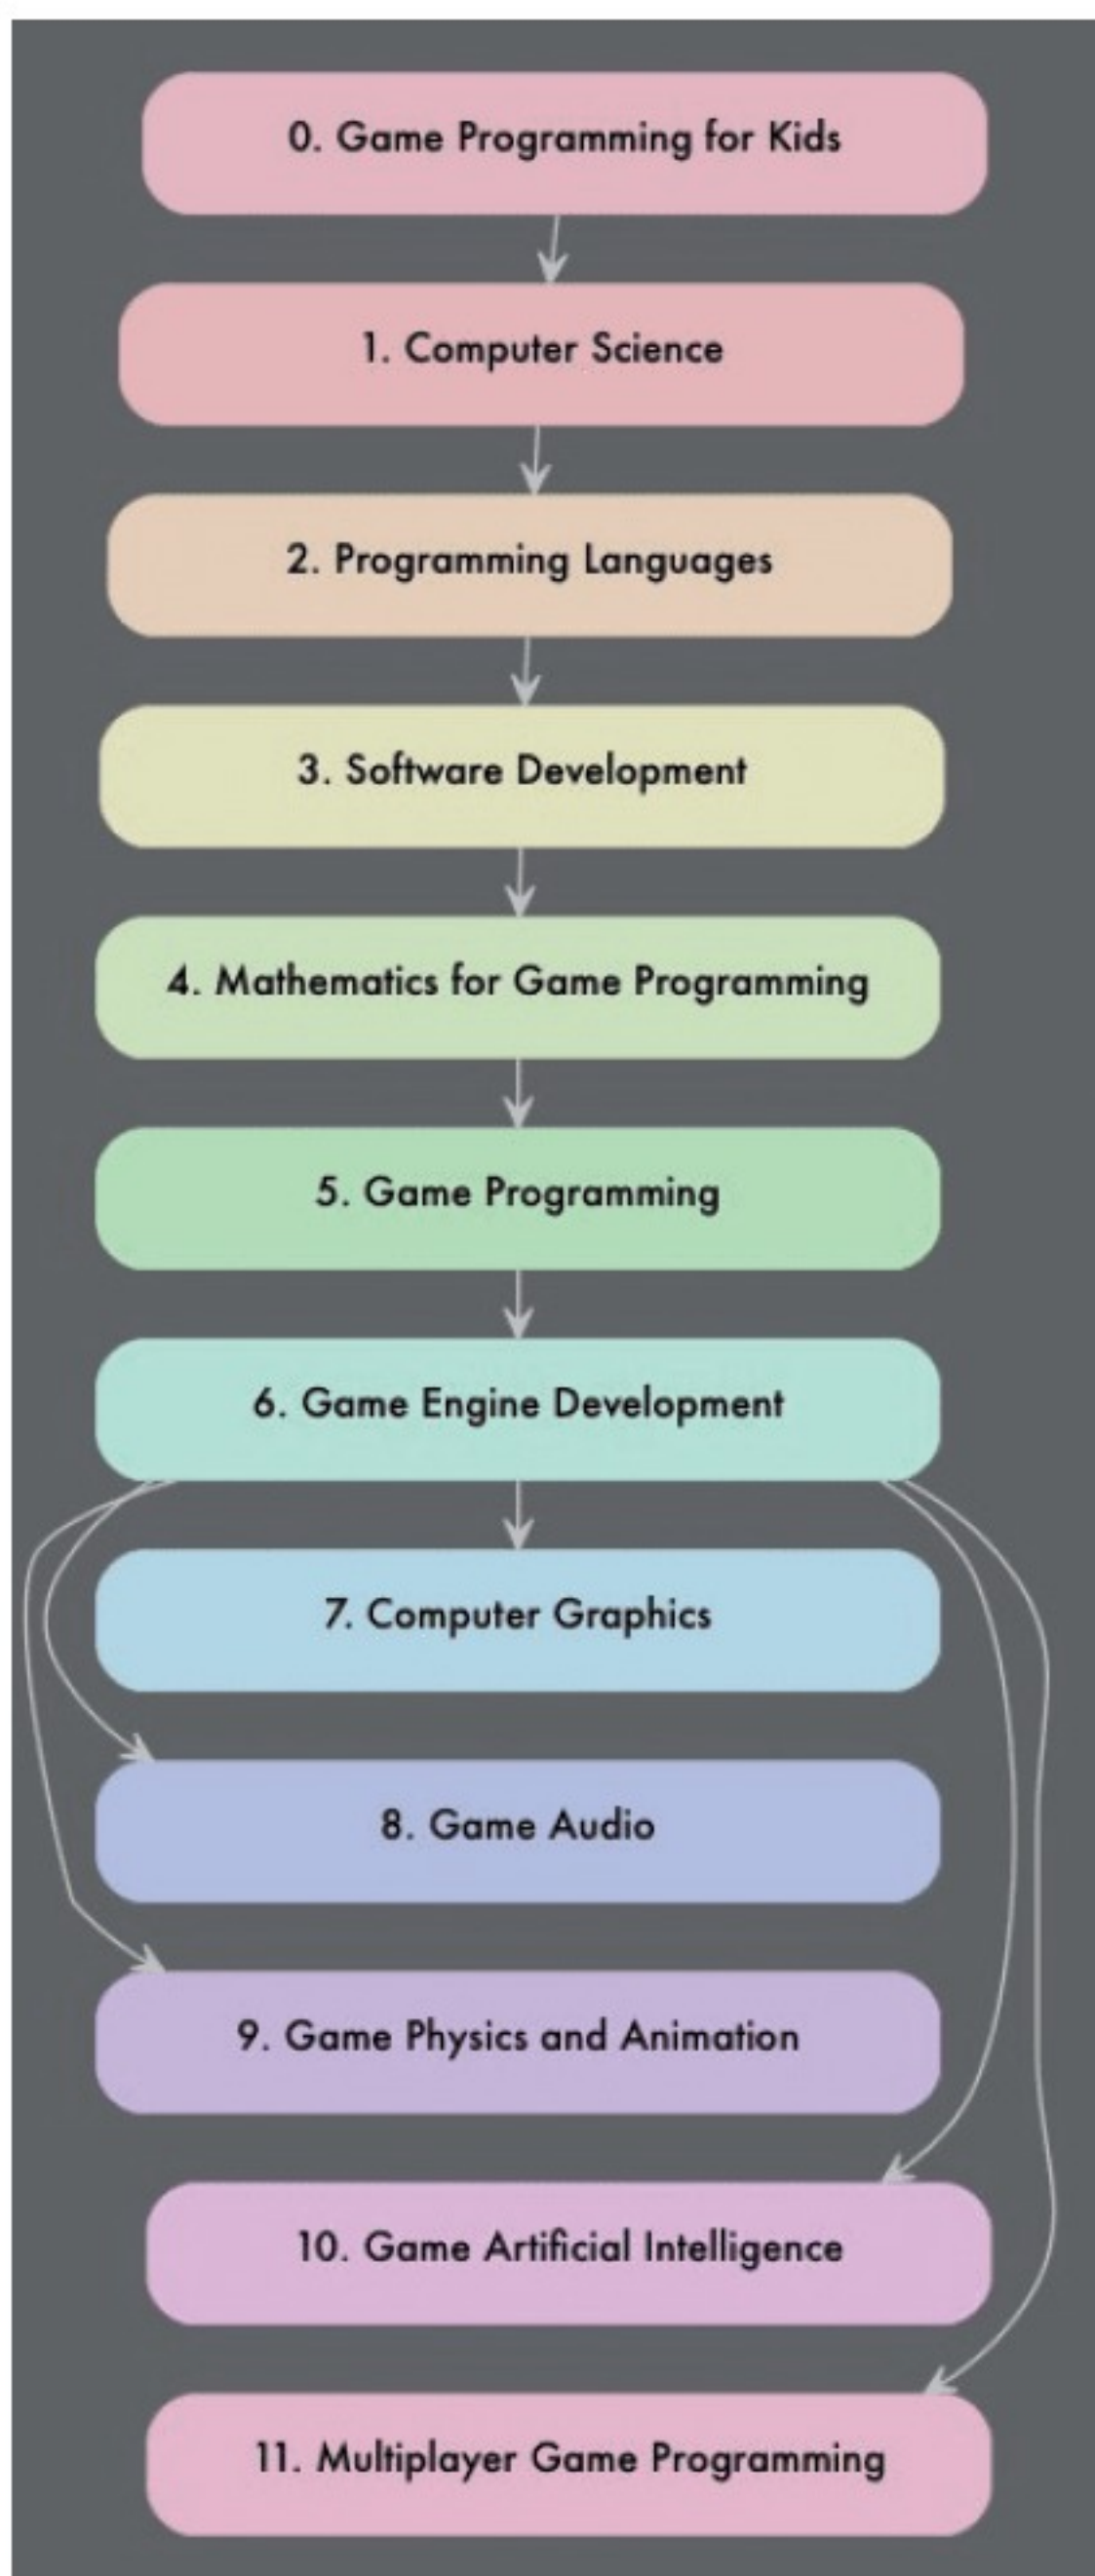 0. Game Programming for Kids
1. Computer Science
2. Programming Languages
3. Software Development
4. Mathematics for Game Programming
5. Game Programming
6. Game Engine Development
7. Computer Graphics
8. Game Audio
9. Game Physics and Animation
10. Game Artificial Intelligence
11. Multiplayer Game Programming